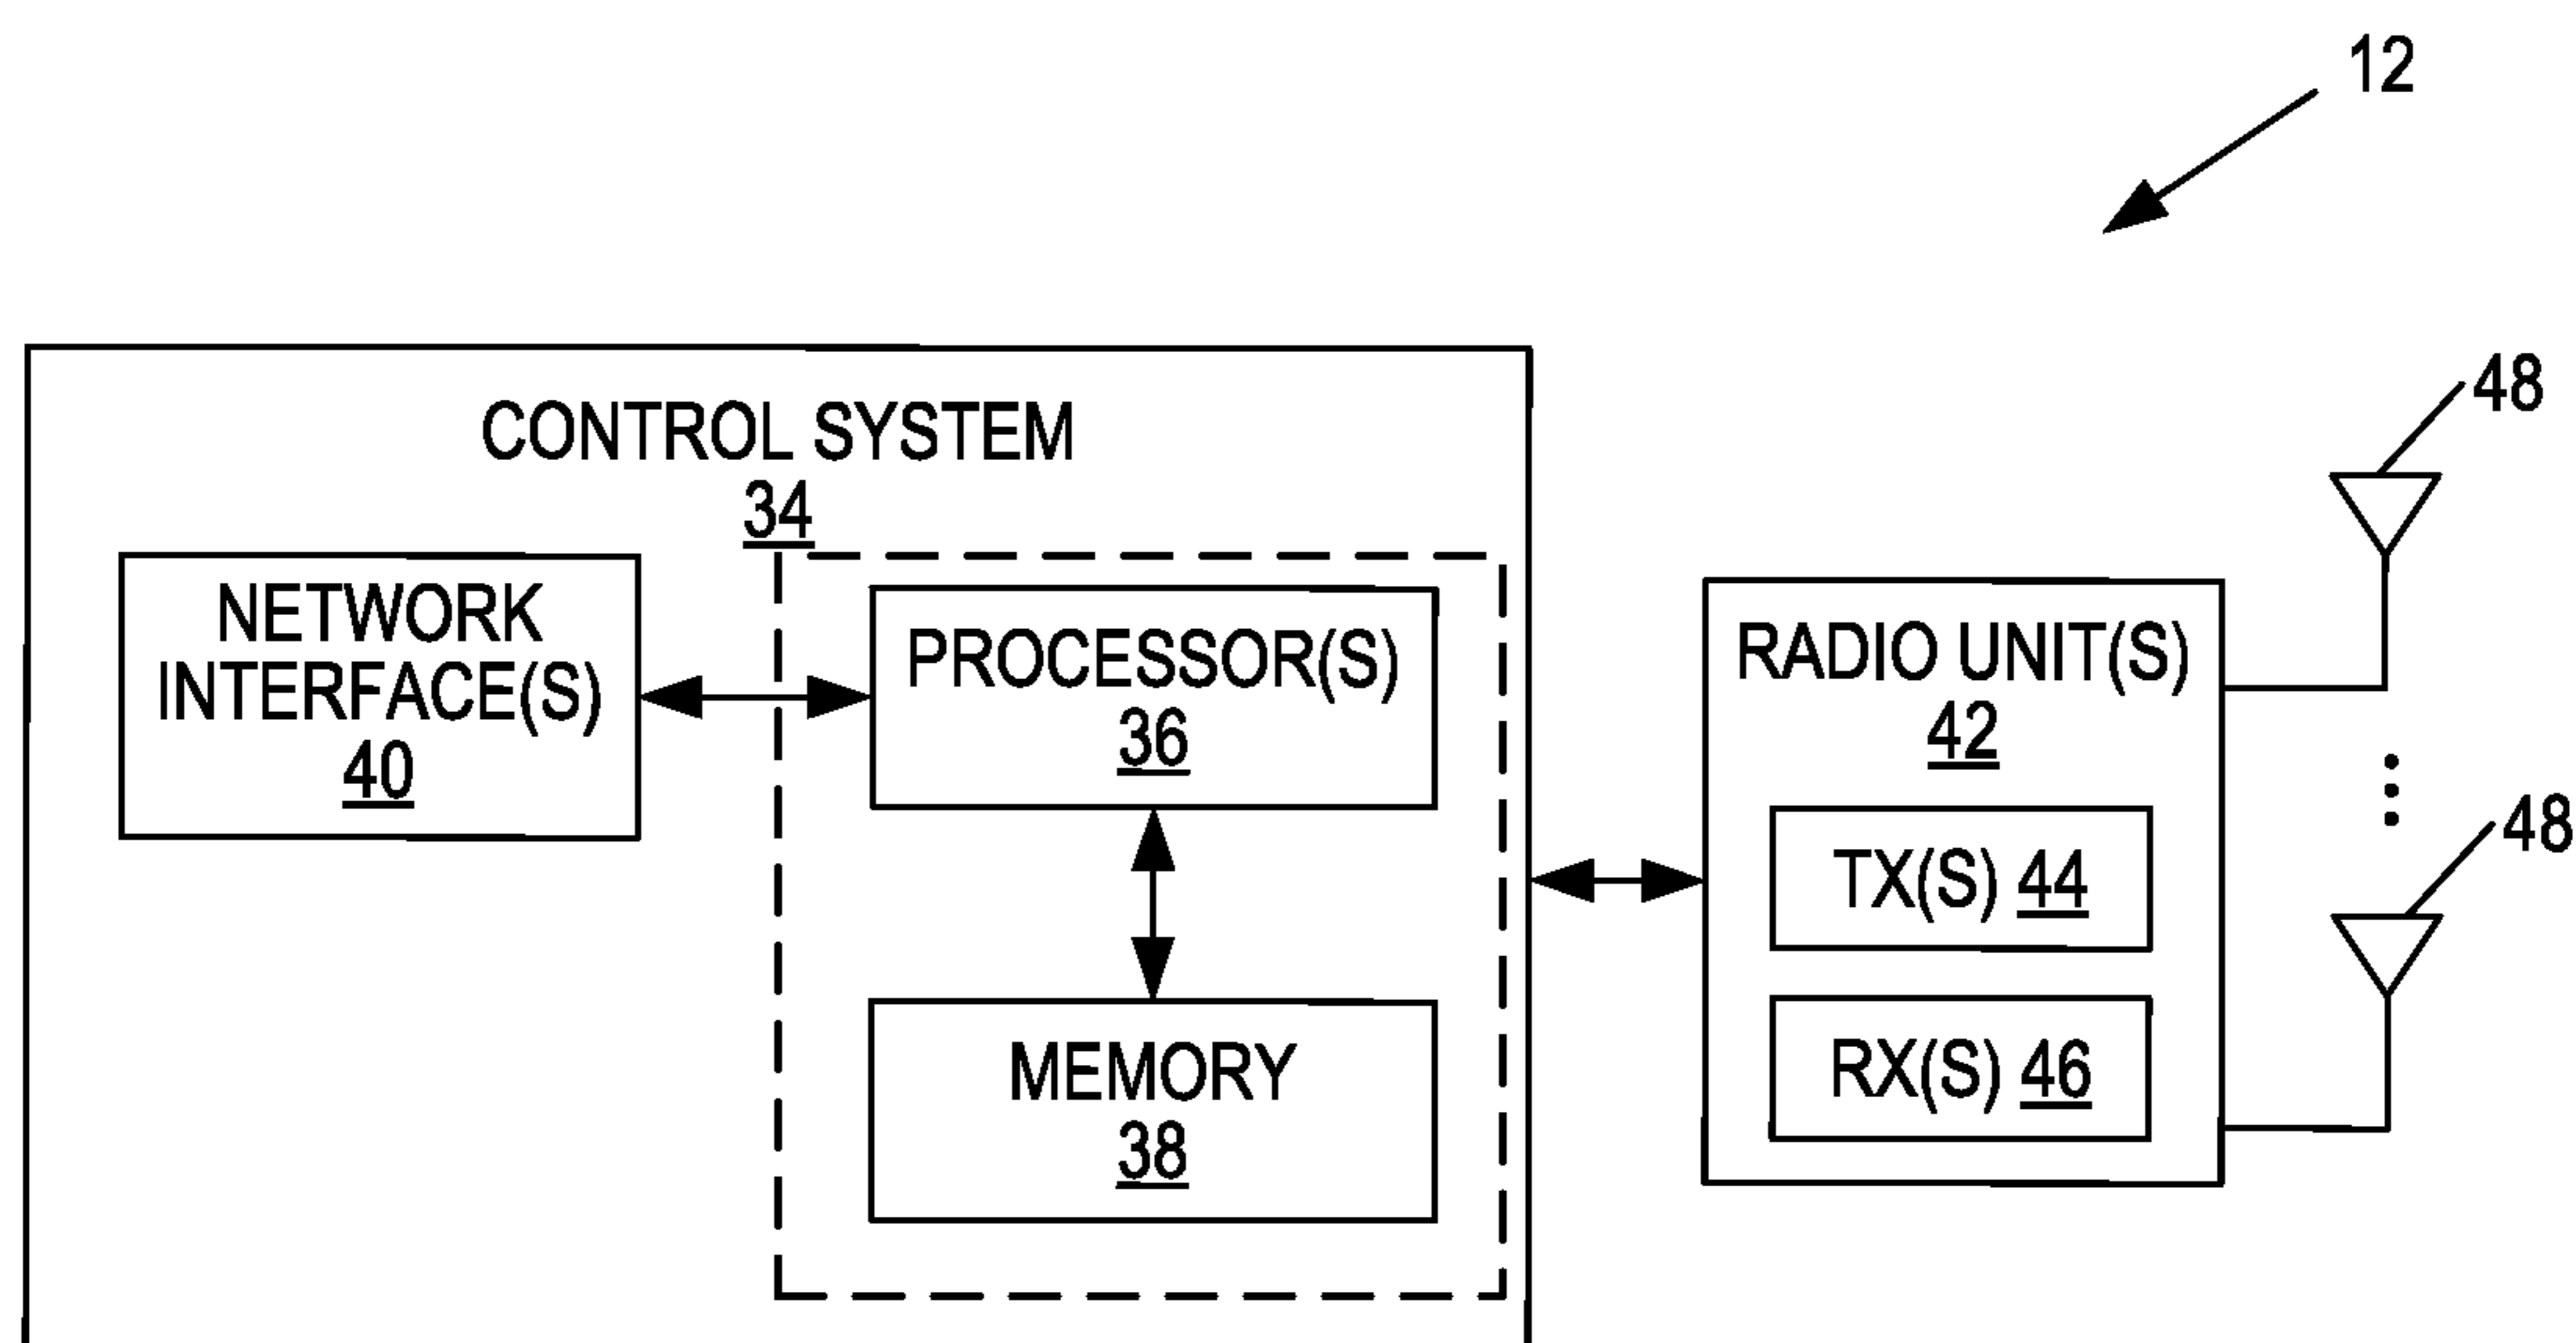 12
CONTROL SYSTEM
34
NETWORK
INTERFACE(S)
40
PROCESSOR(S)
36
MEMORY
38
RADIO UNIT(S)
42
TX(S) 44
RX(S) 46
48
48